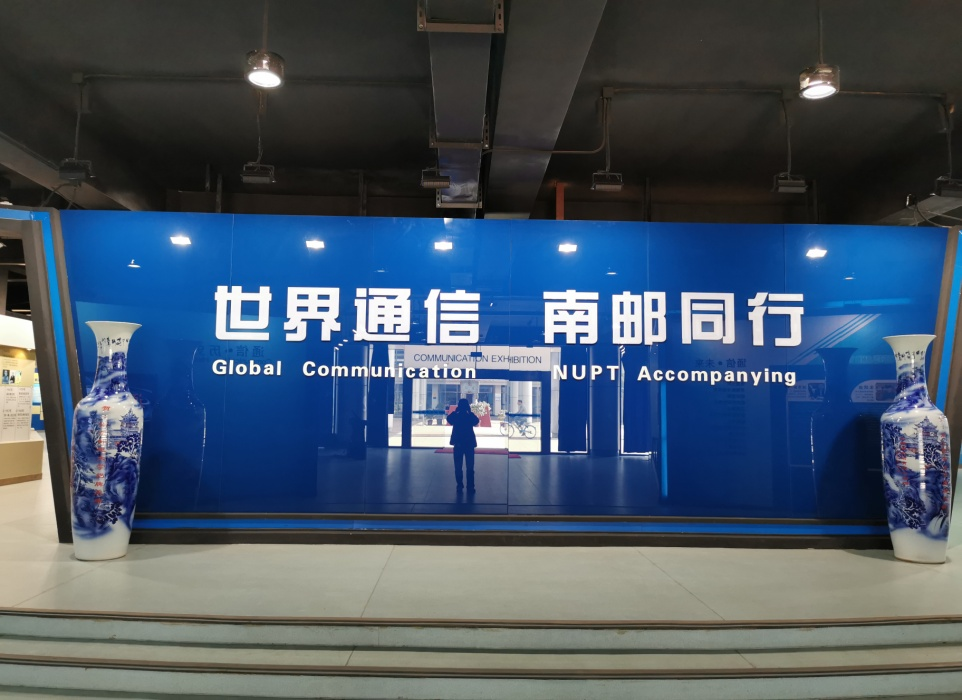 世界通信 南邮同行
Global Communication NUPT Accompanying
COMMUNICATION EXHIBITION